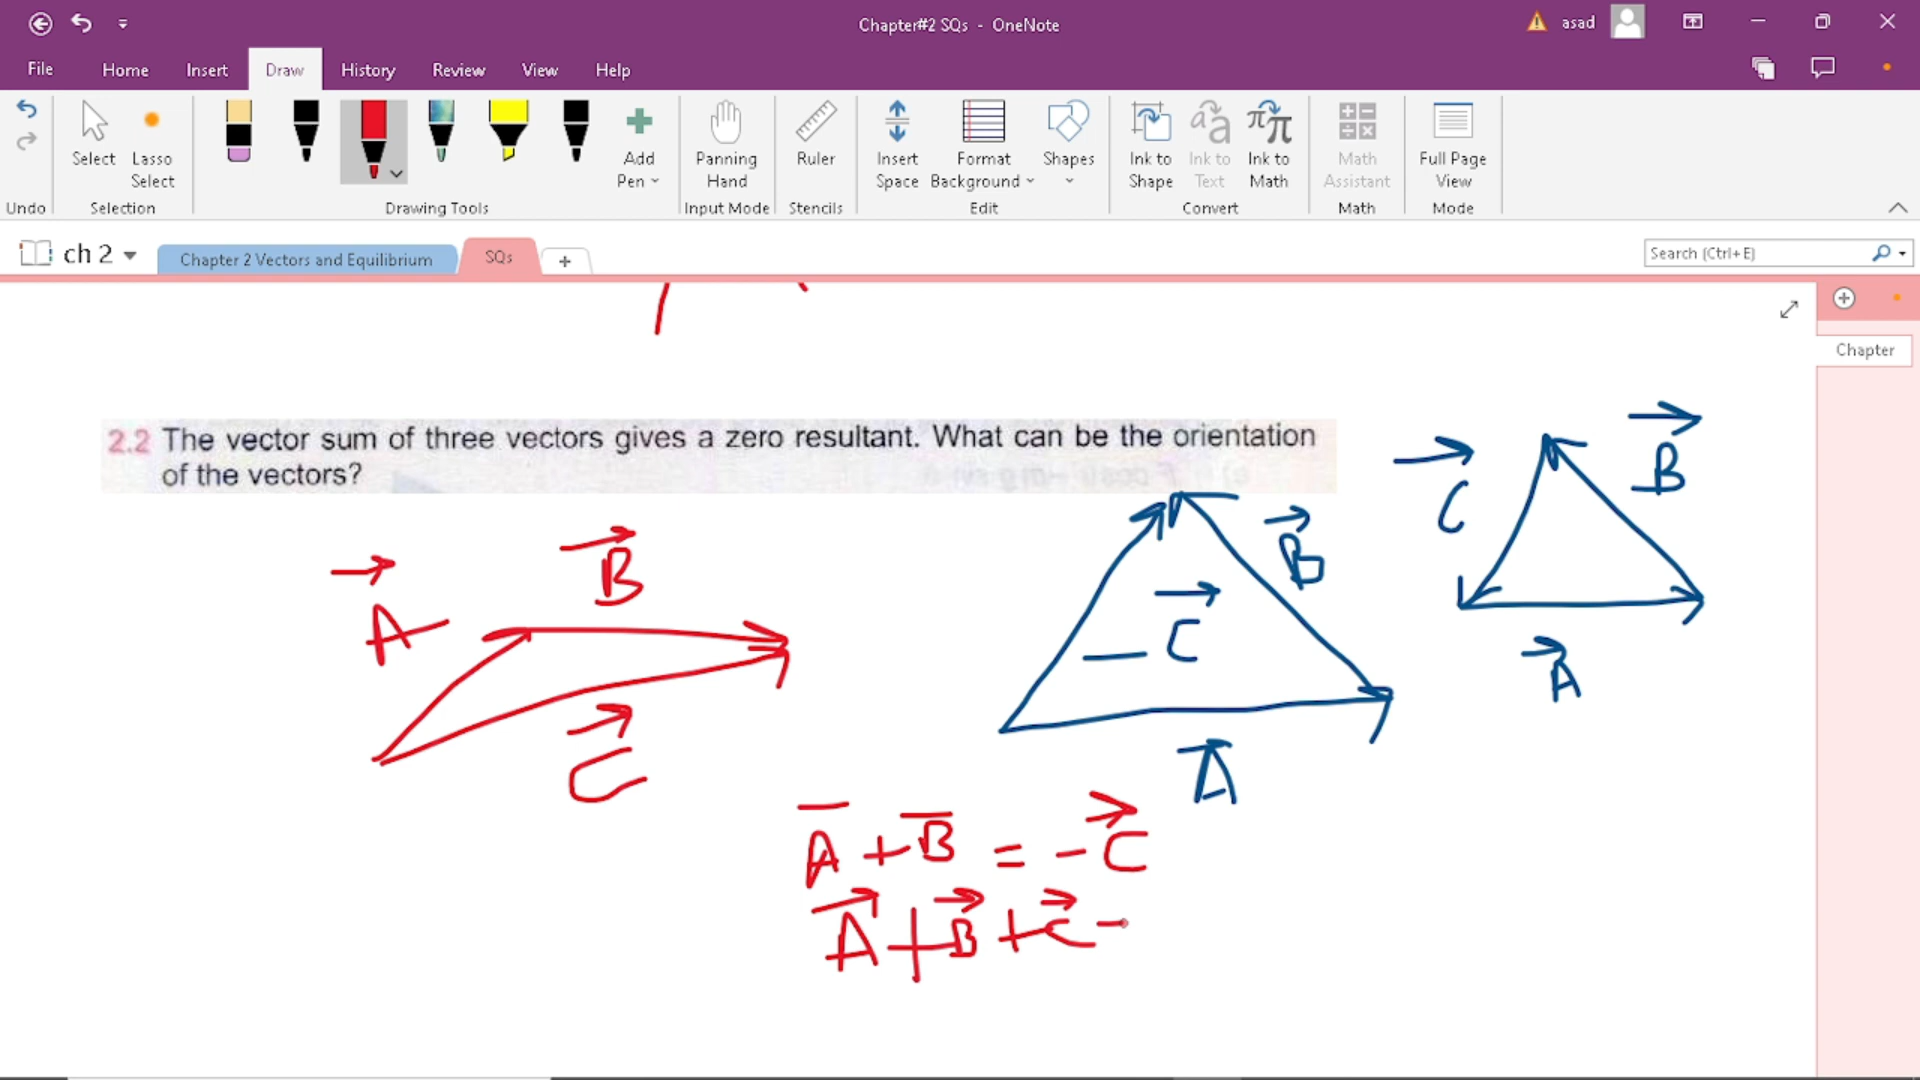 Chapter#2 SQs - OneNote
asad
File Home Insert Draw History Review View Help
Select
Lasso Select
Add Pen
Panning Hand
Ruler
Insert Space
Format Background
Shapes
Ink to Shape
Ink to Text
Ink to Math
Math Assistant
Full Page View
Undo Selection Drawing Tools Input Mode Stencils Edit Convert Math Mode
ch 2
Chapter 2 Vectors and Equilibrium
SQs
Search (Ctrl+E)
Chapter
2.2 The vector sum of three vectors gives a zero resultant. What can be the orientation
of the vectors?
A
B
C
B
-C
A
C
B
A
A + B = -C
A + B + C -